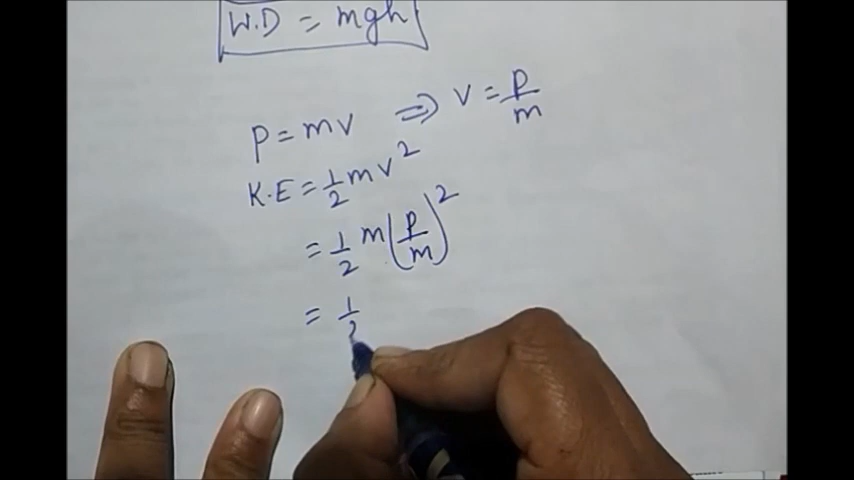 W.D = mgh
P = mv ⇒ v = P/m
K.E = 1/2 mv²
= 1/2 m(P/m)²
= 1/2